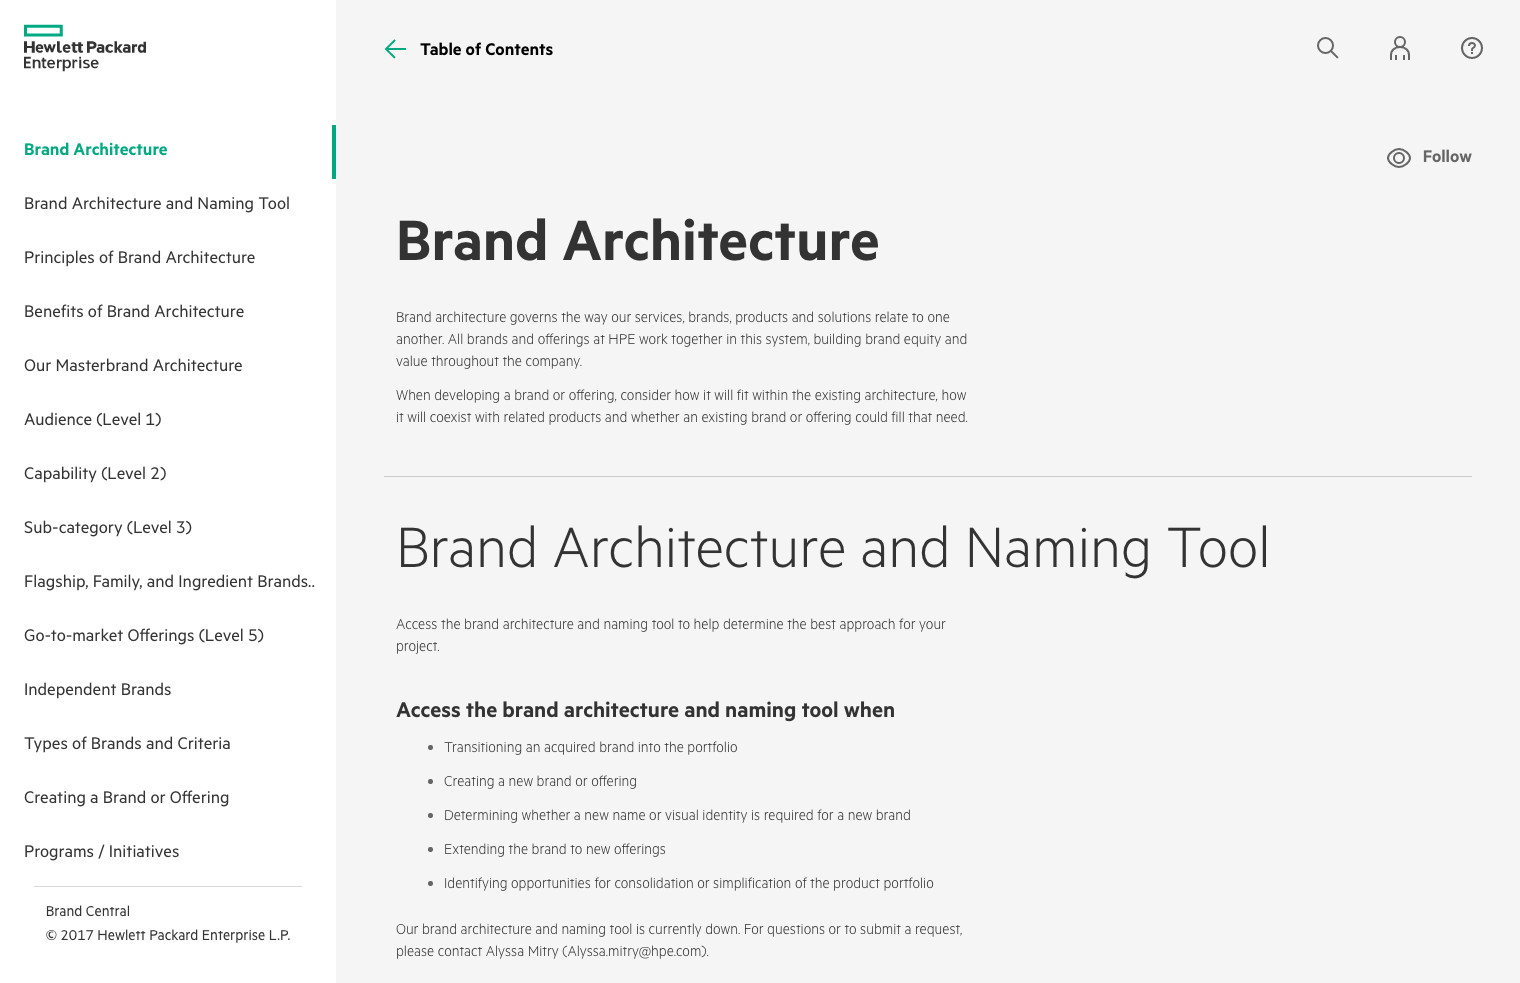 Hewlett Packard
Enterprise
Brand Architecture
Brand Architecture and Naming Tool
Principles of Brand Architecture
Benefits of Brand Architecture
Our Masterbrand Architecture
Audience (Level 1)
Capability (Level 2)
Sub-category (Level 3)
Flagship, Family, and Ingredient Brands..
Go-to-market Offerings (Level 5)
Independent Brands
Types of Brands and Criteria
Creating a Brand or Offering
Programs / Initiatives
Brand Central
© 2017 Hewlett Packard Enterprise L.P.
Table of Contents
Follow
Brand Architecture
Brand architecture governs the way our services, brands, products and solutions relate to one
another. All brands and offerings at HPE work together in this system, building brand equity and
value throughout the company.
When developing a brand or offering, consider how it will fit within the existing architecture, how
it will coexist with related products and whether an existing brand or offering could fill that need.
Brand Architecture and Naming Tool
Access the brand architecture and naming tool to help determine the best approach for your
project.
Access the brand architecture and naming tool when
• Transitioning an acquired brand into the portfolio
• Creating a new brand or offering
• Determining whether a new name or visual identity is required for a new brand
• Extending the brand to new offerings
• Identifying opportunities for consolidation or simplification of the product portfolio
Our brand architecture and naming tool is currently down. For questions or to submit a request,
please contact Alyssa Mitry (Alyssa.mitry@hpe.com).